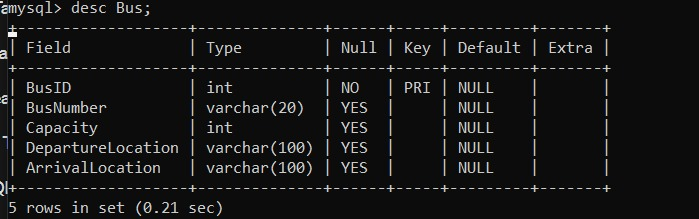 mysql> desc Bus;
+-------------------+--------------+------+-----+---------+-------+
| Field             | Type         | Null | Key | Default | Extra |
+-------------------+--------------+------+-----+---------+-------+
| BusID             | int          | NO   | PRI | NULL    |       |
| BusNumber         | varchar(20)  | YES  |     | NULL    |       |
| Capacity          | int          | YES  |     | NULL    |       |
| DepartureLocation | varchar(100) | YES  |     | NULL    |       |
| ArrivalLocation   | varchar(100) | YES  |     | NULL    |       |
+-------------------+--------------+------+-----+---------+-------+
5 rows in set (0.21 sec)